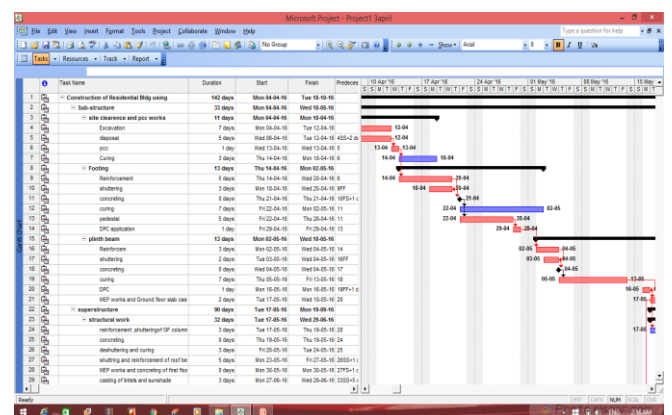 Microsoft Project - Project1 3april
File Edit View Insert Format Tools Project Collaborate Window Help Type a question for help
No Group Show Arial 8 B I U
Tasks Resources Track Report
Task Name Duration Start Finish Predeces 10 Apr '16 17 Apr '16 24 Apr '16 01 May '16 08 May '16 15 May
1 Construction of Residential Bldg using 142 days Mon 04-04-16 Tue 18-10-16
2 Sub-structure 33 days Mon 04-04-16 Wed 18-05-16
3 site clearence and pcc works 11 days Mon 04-04-16 Mon 18-04-16
4 Excavation 7 days Mon 04-04-16 Tue 12-04-16 12-04
5 disposal 5 days Wed 06-04-16 Tue 12-04-16 4SS+2 d 12-04
6 pcc 1 day Wed 13-04-16 Wed 13-04-16 5 13-04 13-04
7 Curing 3 days Thu 14-04-16 Mon 18-04-16 6 14-04 18-04
8 Footing 13 days Thu 14-04-16 Mon 02-05-16
9 Reinforcement 5 days Thu 14-04-16 Wed 20-04-16 6 14-04 20-04
10 shuttering 3 days Mon 18-04-16 Wed 20-04-16 9FF 18-04 20-04
11 concreting 0 days Thu 21-04-16 Thu 21-04-16 10FS+1 21-04
12 curing 7 days Fri 22-04-16 Mon 02-05-16 11 22-04 02-05
13 pedestal 5 days Fri 22-04-16 Thu 28-04-16 11 22-04 28-04
14 DPC application 1 day Fri 29-04-16 Fri 29-04-16 13 29-04 29-04
15 plinth beam 13 days Mon 02-05-16 Wed 18-05-16
16 Reinforcem 3 days Mon 02-05-16 Wed 04-05-16 14 02-05 04-05
17 shuttering 2 days Tue 03-05-16 Wed 04-05-16 16FF 03-05 04-05
18 concreting 0 days Wed 04-05-16 Wed 04-05-16 17 04-05
19 curing 7 days Thu 05-05-16 Fri 13-05-16 18 05-05 13-05
20 DPC 1 day Mon 16-05-16 Mon 16-05-16 19FF+1 d 16-05
21 MEP works and Ground floor slab cas 2 days Tue 17-05-16 Wed 18-05-16 20 17-05
22 superstructure 90 days Tue 17-05-16 Mon 19-09-16
23 structural work 32 days Tue 17-05-16 Wed 29-06-16
24 reinforcement ,shutteringof GF column 3 days Tue 17-05-16 Thu 19-05-16 20 17-05
25 concreting 0 days Thu 19-05-16 Thu 19-05-16 24
26 deshuttering and curing 3 days Fri 20-05-16 Tue 24-05-16 25
27 shuttring and reinforcement of roof be 5 days Mon 23-05-16 Fri 27-05-16
28 MEP works and concreting of first floo 0 days Mon 30-05-16 Mon 30-05-16 27FS+1
29 casting of lintels and sunshade 3 days Mon 27-06-16 Wed 29-06-16
Gantt Chart
Ready EXT CAPS NUM SCRL OVR
ENG